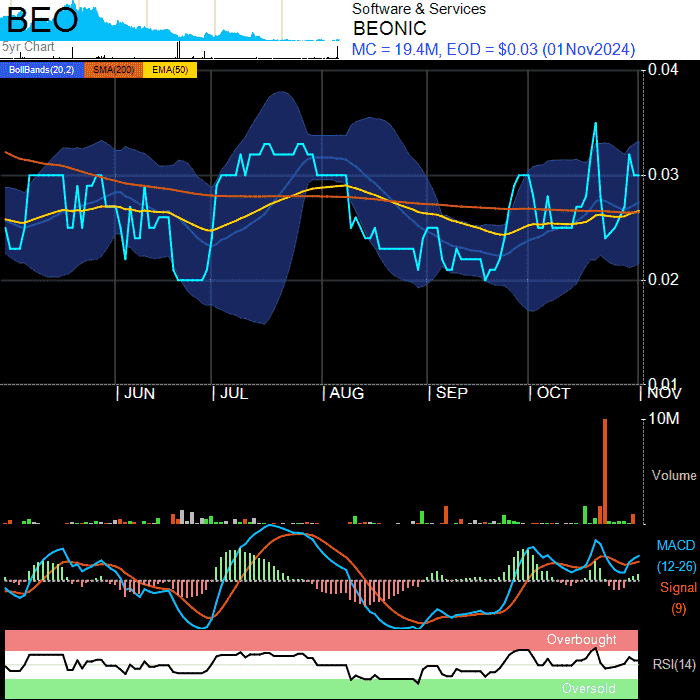 BEO
5yr Chart
Software & Services
BEONIC
MC = 19.4M, EOD = $0.03 (01Nov2024)
BollBands(20,2) SMA(200) EMA(50)
0.04
0.03
0.02
0.01
JUN JUL AUG SEP OCT NOV
10M
Volume
MACD
(12-26)
Signal
(9)
Overbought
RSI(14)
Oversold